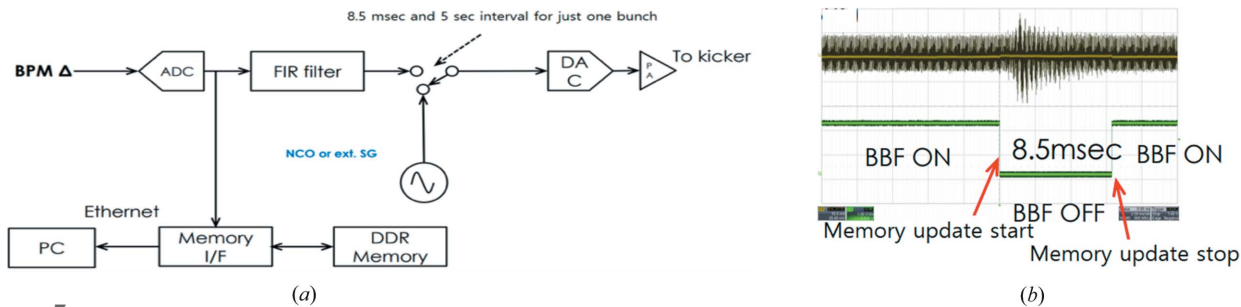 8.5 msec and 5 sec interval for just one bunch
BPM Δ
ADC
FIR filter
DA
C
P
A
To kicker
NCO or ext. SG
Ethernet
PC
Memory
I/F
DDR
Memory
(a)
BBF ON
8.5msec
BBF ON
BBF OFF
Memory update start
Memory update stop
(b)